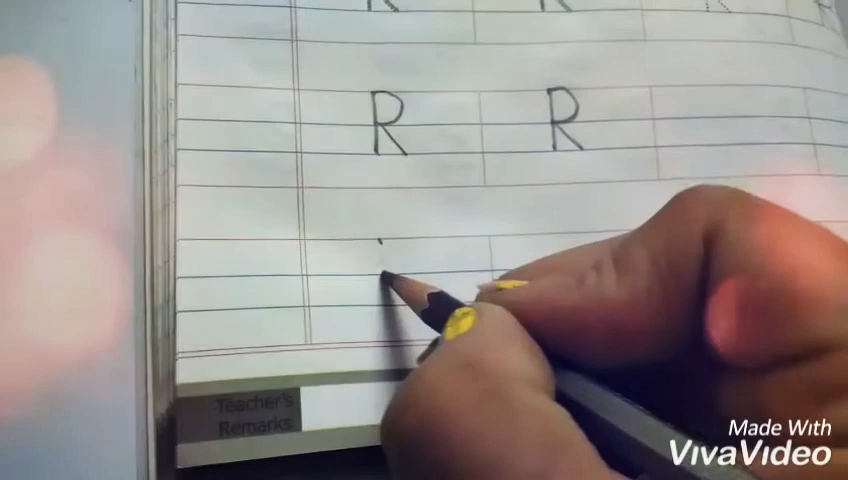 R R R
R R
Teacher's
Remarks
Made With
VivaVideo